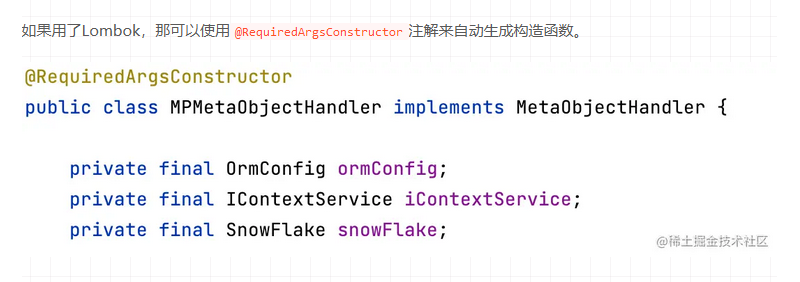 如果用了Lombok，那可以使用 @RequiredArgsConstructor 注解来自动生成构造函数。
@RequiredArgsConstructor
public class MPMetaObjectHandler implements MetaObjectHandler {
private final OrmConfig ormConfig;
private final IContextService iContextService;
private final SnowFlake snowFlake;
@稀土掘金技术社区